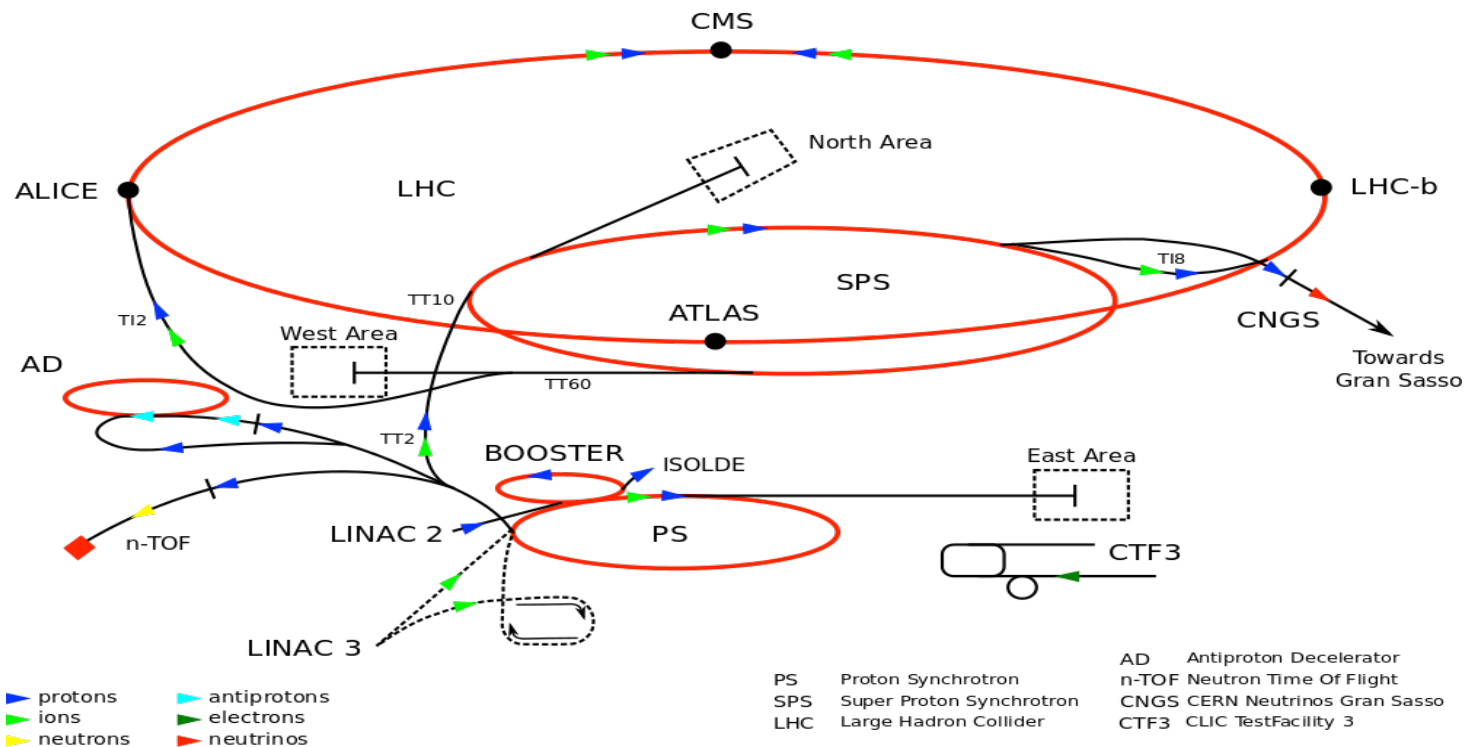 CMS
North Area
ALICE
LHC
LHC-b
TI8
SPS
TT10
ATLAS
CNGS
TI2
West Area
Towards
Gran Sasso
AD
TT60
TT2
BOOSTER
ISOLDE
East Area
LINAC 2
PS
n-TOF
CTF3
LINAC 3
protons
ions
neutrons
antiprotons
electrons
neutrinos
PS Proton Synchrotron
SPS Super Proton Synchrotron
LHC Large Hadron Collider
AD Antiproton Decelerator
n-TOF Neutron Time Of Flight
CNGS CERN Neutrinos Gran Sasso
CTF3 CLIC TestFacility 3